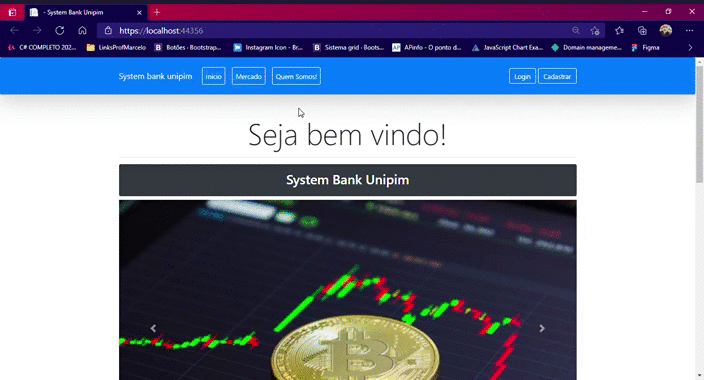 - System Bank Unipim
https://localhost:44356
C# COMPLETO 202...
LinksProfMarcelo
Botões · Bootstrap...
Instagram Icon - Br...
Sistema grid · Boots...
APinfo - O ponto d...
JavaScript Chart Exa...
Domain manageme...
Figma
System bank unipim
Inicio
Mercado
Quem Somos!
Login
Cadastrar
Seja bem vindo!
System Bank Unipim